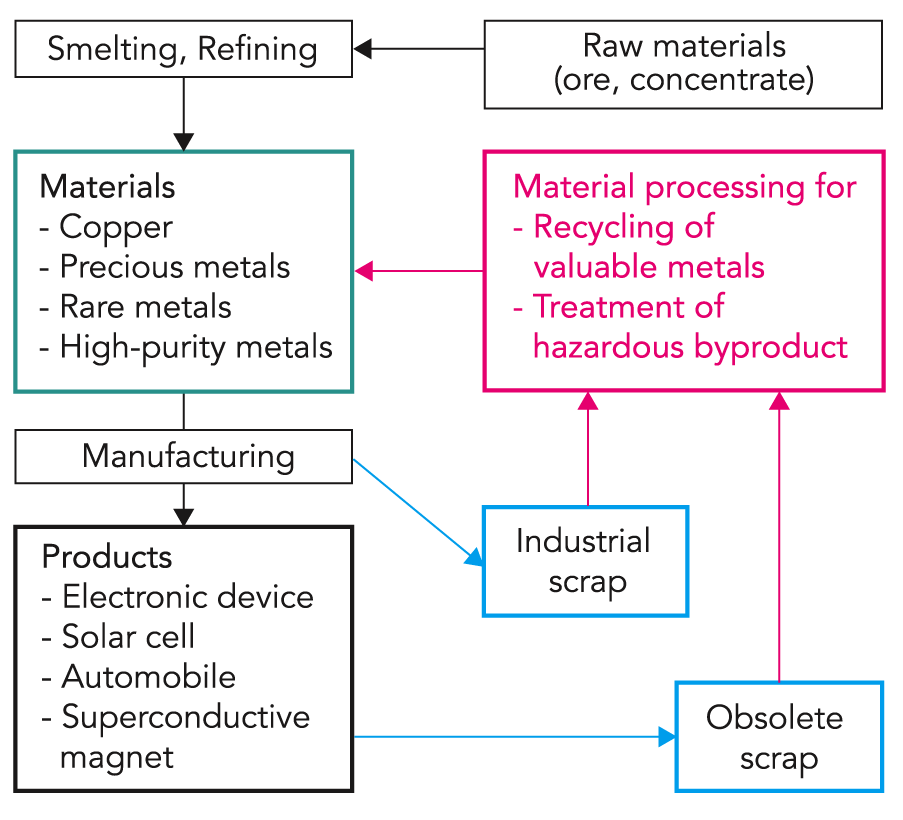 Smelting, Refining
Raw materials
(ore, concentrate)
Materials
- Copper
- Precious metals
- Rare metals
- High-purity metals
Material processing for
- Recycling of
valuable metals
- Treatment of
hazardous byproduct
Manufacturing
Industrial
scrap
Products
- Electronic device
- Solar cell
- Automobile
- Superconductive
magnet
Obsolete
scrap